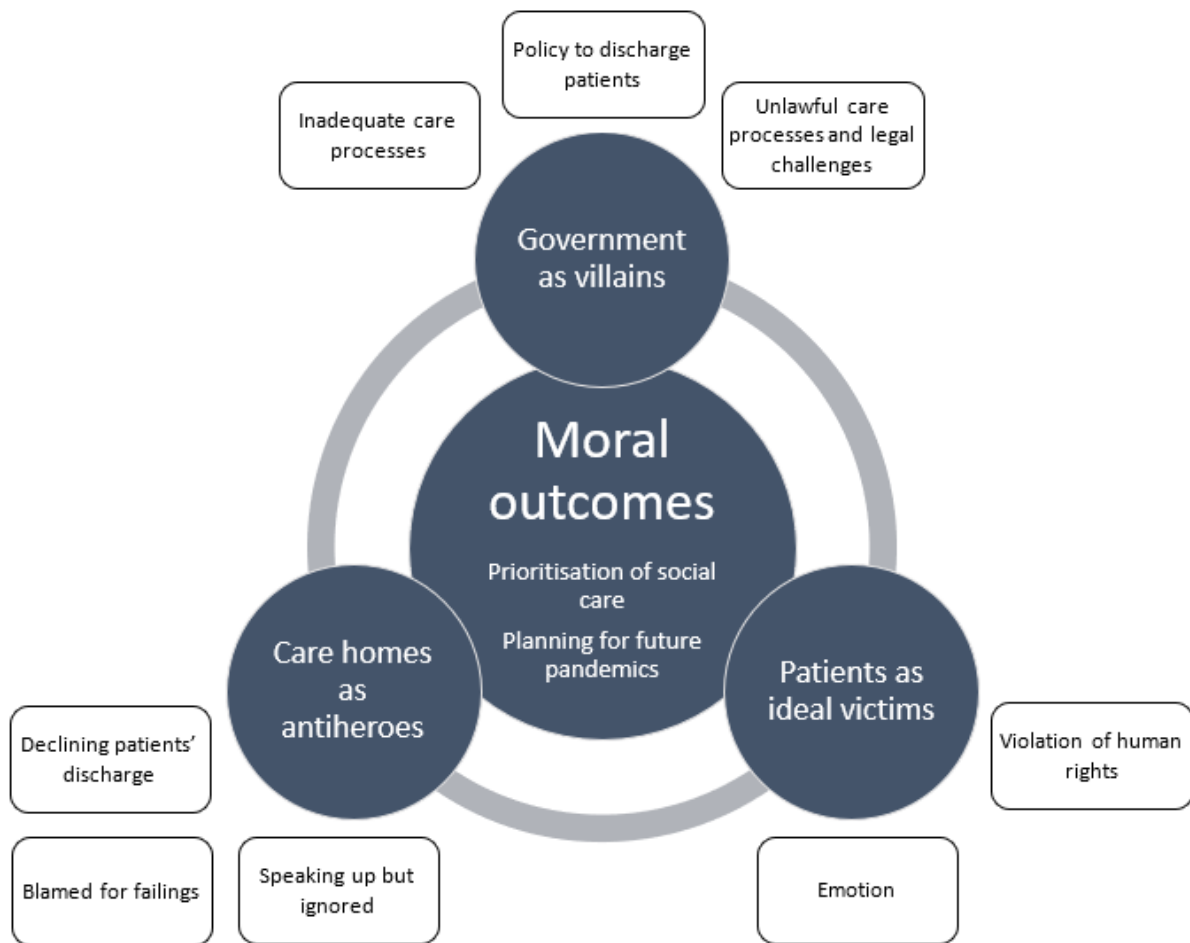 Policy to discharge
patients
Inadequate care
processes
Unlawful care
processes and legal
challenges
Government
as villains
Moral
outcomes
Prioritisation of social
care
Planning for future
pandemics
Care homes
as
antiheroes
Patients as
ideal victims
Declining patients’
discharge
Violation of human
rights
Blamed for failings
Speaking up but
ignored
Emotion